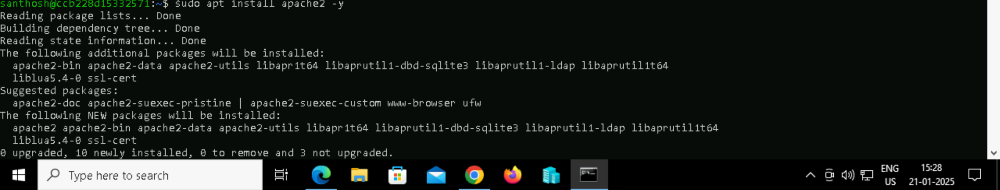 santhosh@ccb228d15332571:~$ sudo apt install apache2 -y
Reading package lists... Done
Building dependency tree... Done
Reading state information... Done
The following additional packages will be installed:
  apache2-bin apache2-data apache2-utils libapr1t64 libaprutil1-dbd-sqlite3 libaprutil1-ldap libaprutil1t64
  liblua5.4-0 ssl-cert
Suggested packages:
  apache2-doc apache2-suexec-pristine | apache2-suexec-custom www-browser ufw
The following NEW packages will be installed:
  apache2 apache2-bin apache2-data apache2-utils libapr1t64 libaprutil1-dbd-sqlite3 libaprutil1-ldap libaprutil1t64
  liblua5.4-0 ssl-cert
0 upgraded, 10 newly installed, 0 to remove and 3 not upgraded.
Type here to search
ENG
US
15:28
21-01-2025